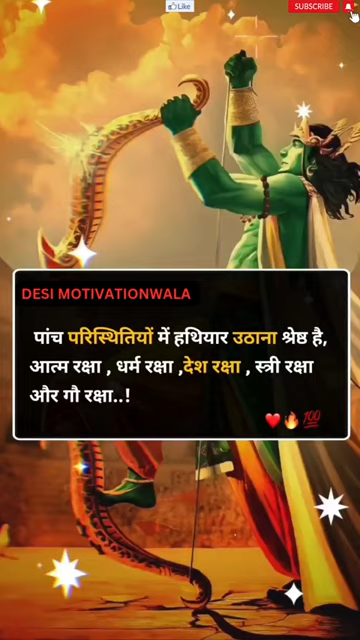 Like
SUBSCRIBE
DESI MOTIVATIONWALA
पांच परिस्थितियों में हथियार उठाना श्रेष्ठ है,
आत्म रक्षा , धर्म रक्षा ,देश रक्षा , स्त्री रक्षा
और गौ रक्षा..!
❤️🔥💯